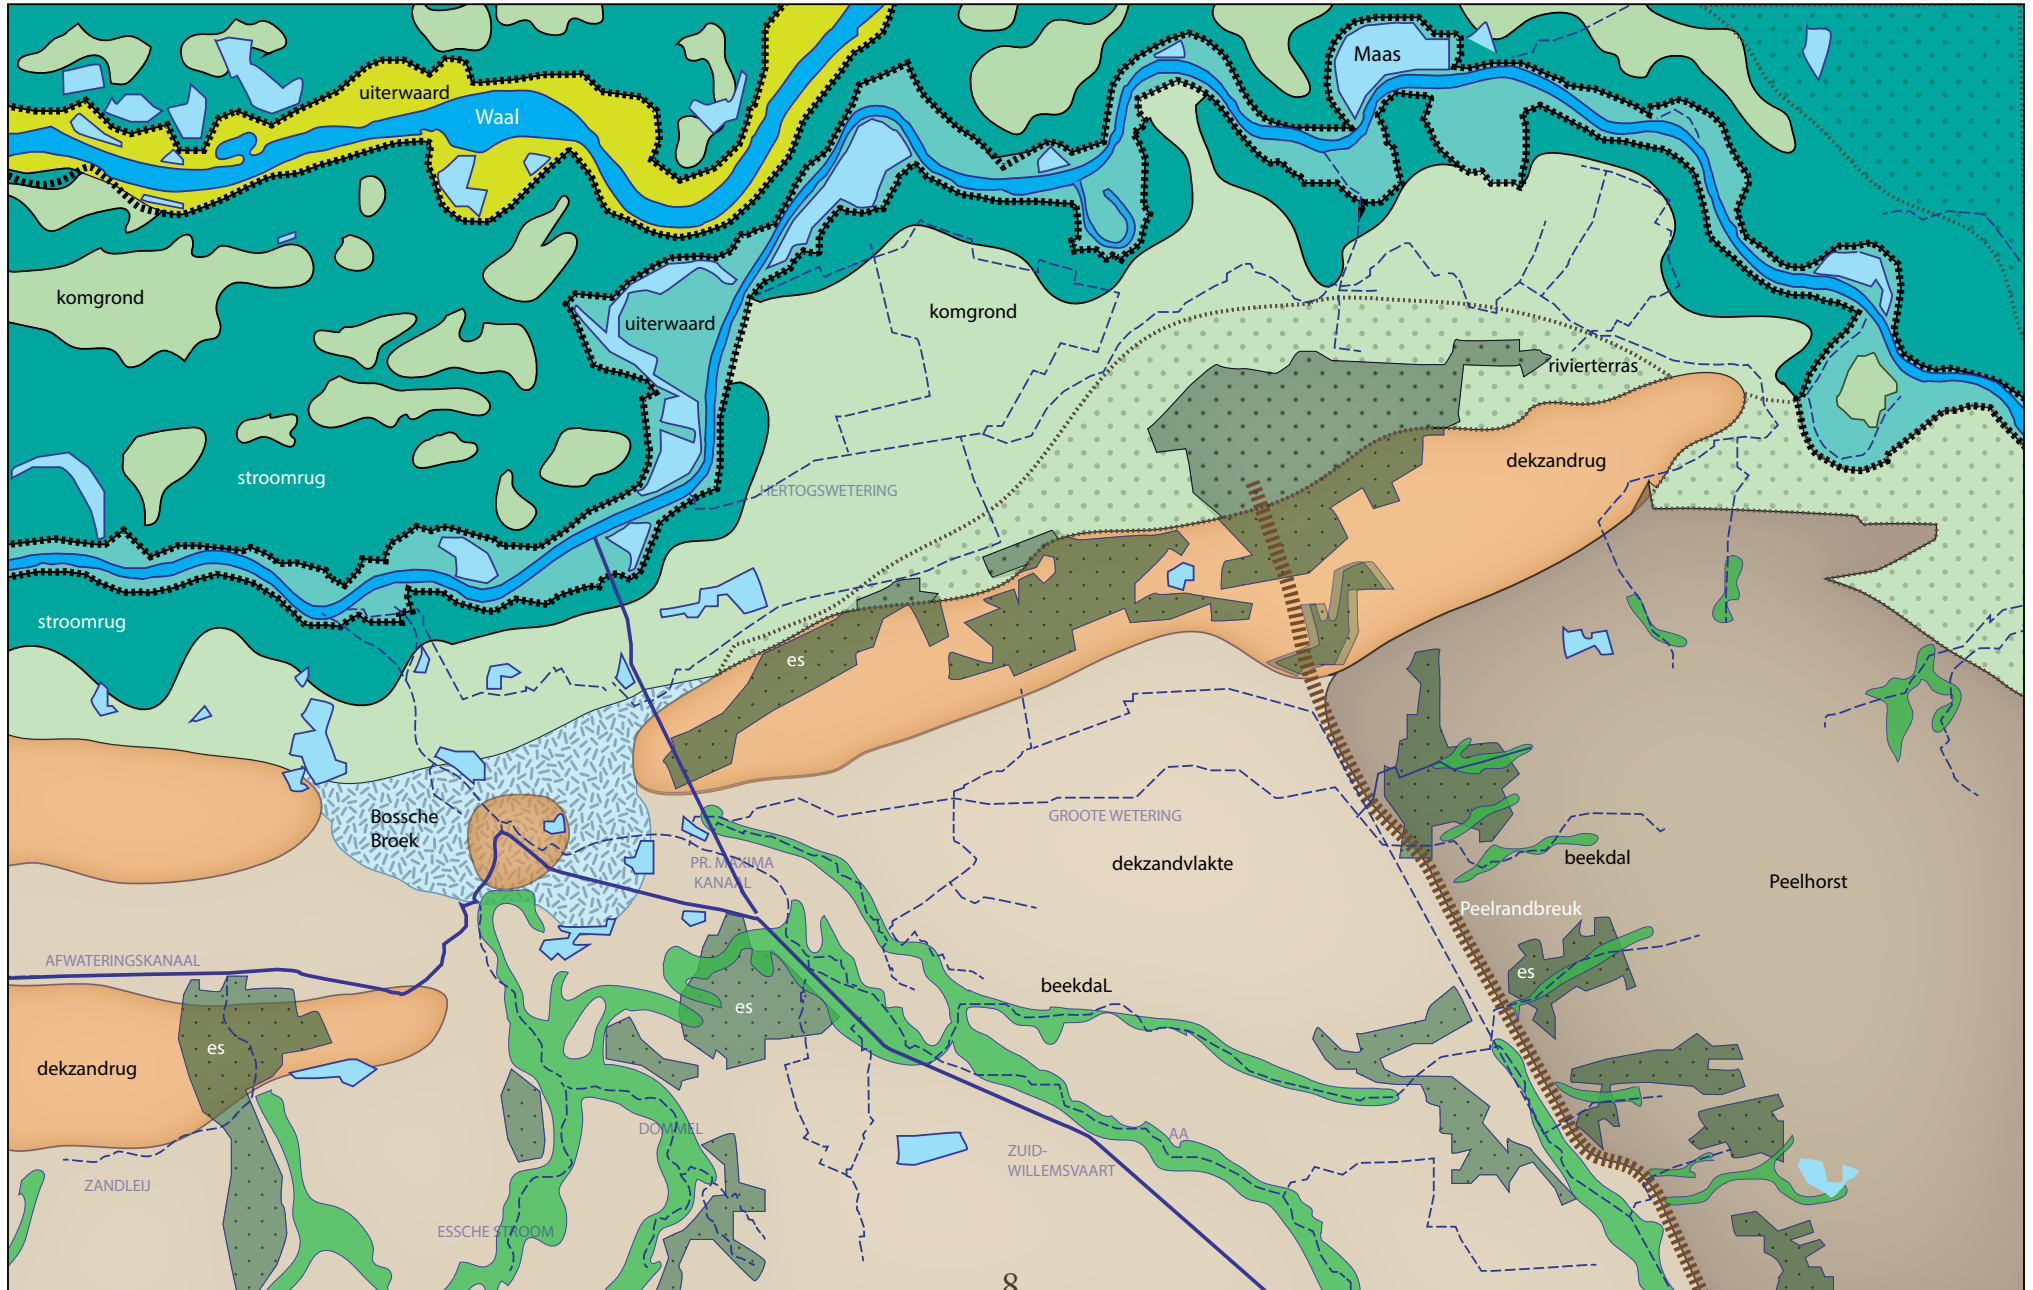 Maas
uiterwaard
Waal
komgrond
komgrond
uiterwaard
rivierterras
dekzandrug
stroomrug
HERTOGSWETERING
stroomrug
es
Bossche
Broek
GROOTE WETERING
PR. MAXIMA
KANAAL
dekzandvlakte
beekdal
Peelhorst
Peelrandbreuk
AFWATERINGSKANAAL
es
beekdaL
es
es
dekzandrug
DOMMEL
AA
ZUID-
WILLEMSVAART
ZANDLEIJ
ESSCHE STROOM
8